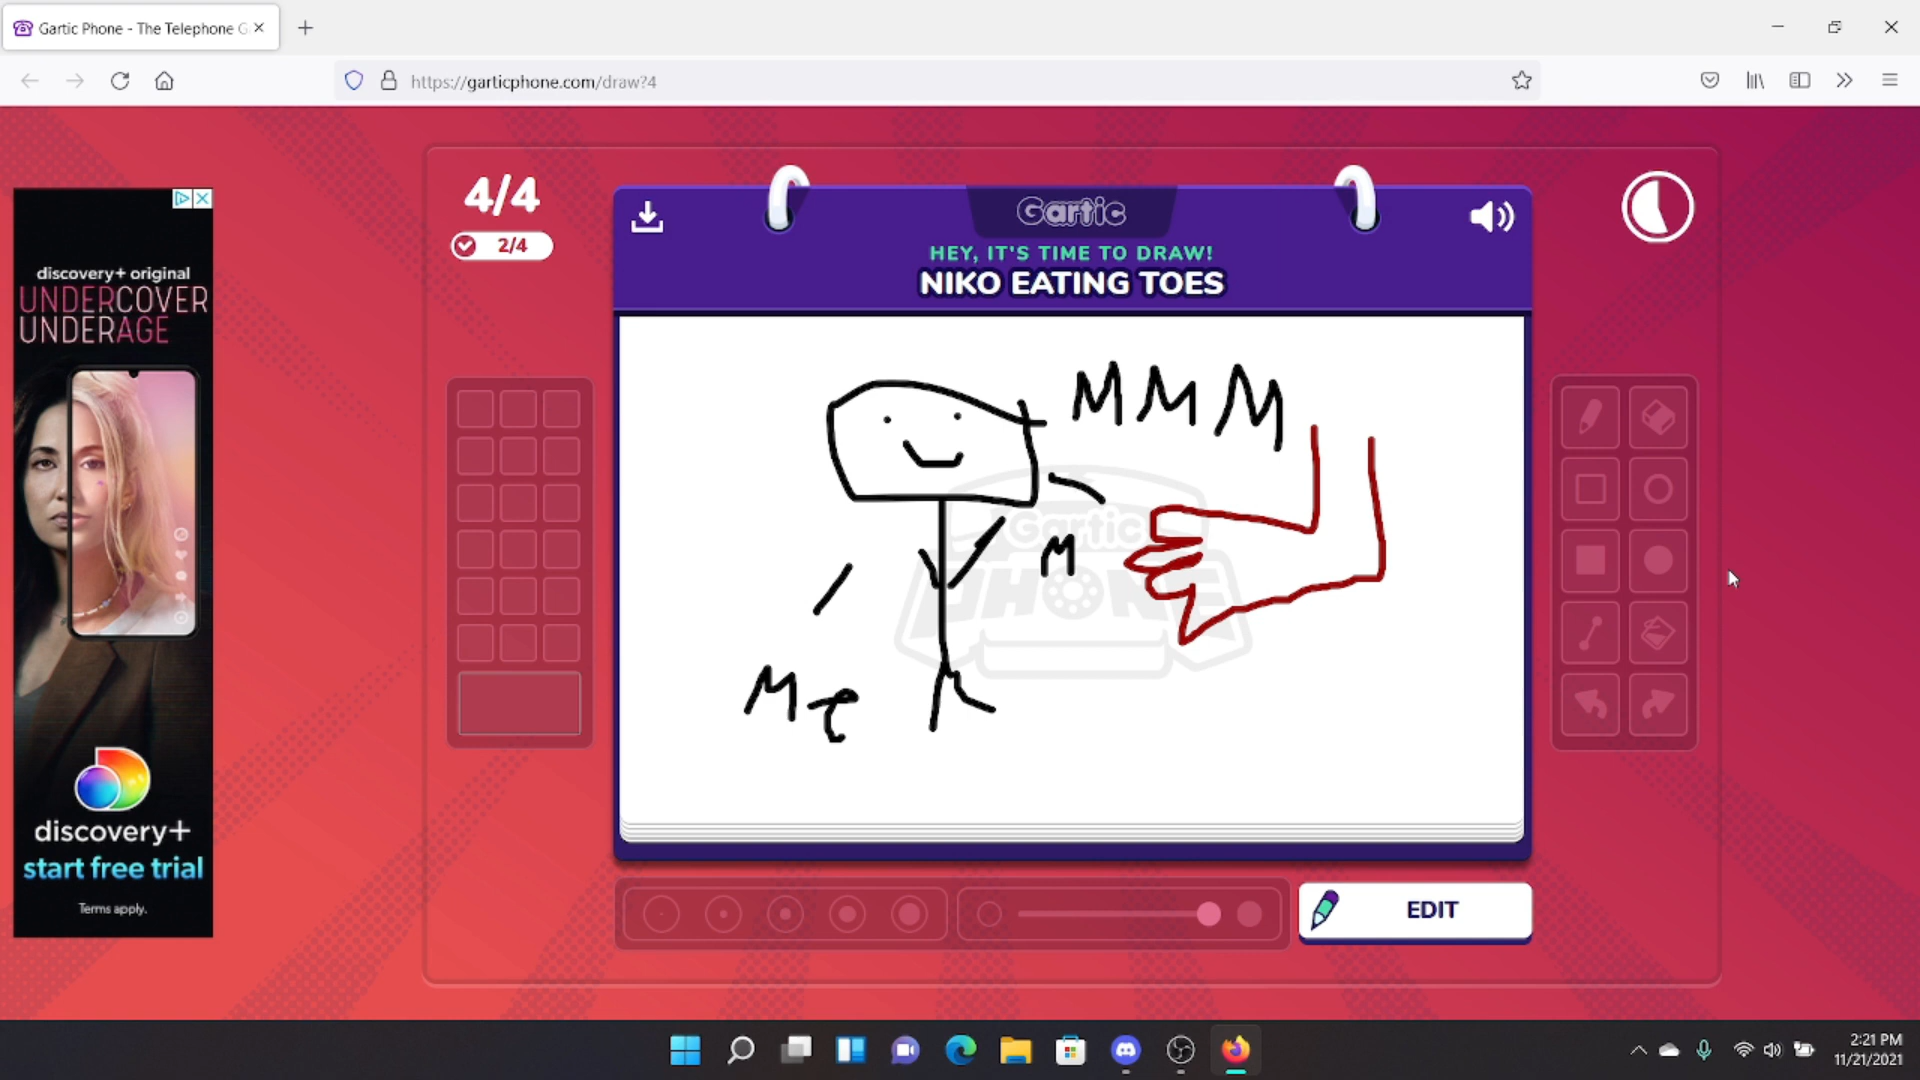 Gartic Phone - The Telephone G
https://garticphone.com/draw?4
4/4
2/4
Gartic
HEY, IT'S TIME TO DRAW!
NIKO EATING TOES
discovery+ original
UNDERCOVER
UNDERAGE
discovery+
start free trial
Terms apply.
MMM
M
Me
Gartic
PHONE
EDIT
2:21 PM
11/21/2021